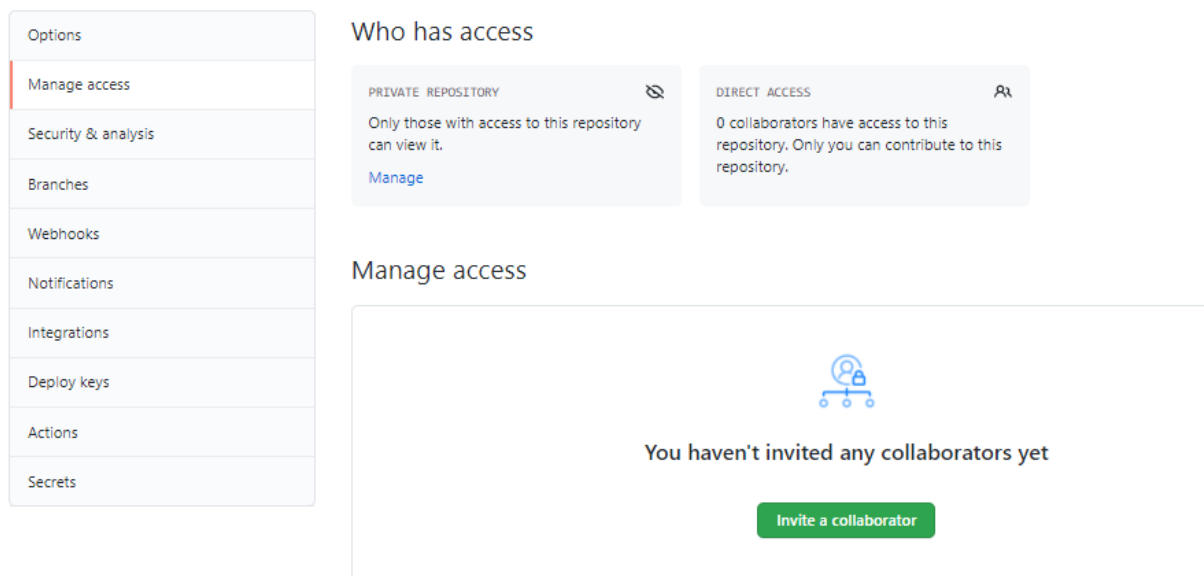 Options
Manage access
Security & analysis
Branches
Webhooks
Notifications
Integrations
Deploy keys
Actions
Secrets
Who has access
PRIVATE REPOSITORY
Only those with access to this repository
can view it.
Manage
DIRECT ACCESS
0 collaborators have access to this
repository. Only you can contribute to this
repository.
Manage access
You haven't invited any collaborators yet
Invite a collaborator